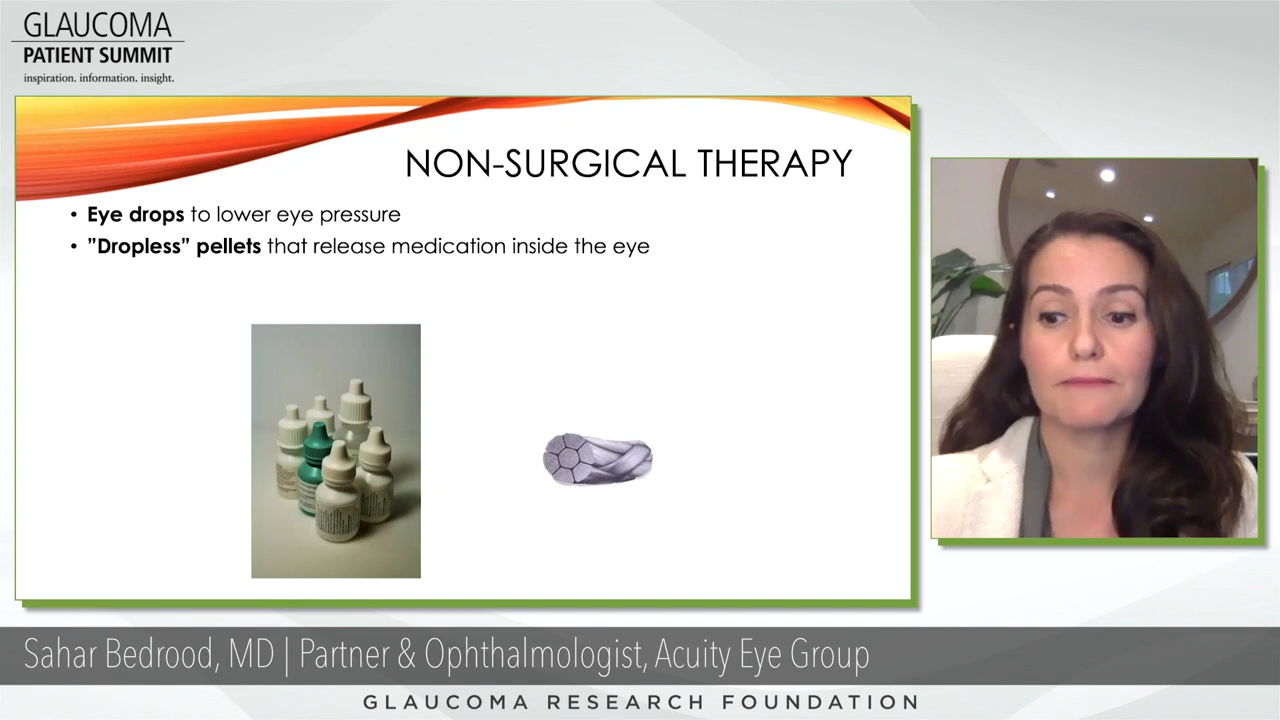 GLAUCOMA
PATIENT SUMMIT
inspiration. information. insight.
NON-SURGICAL THERAPY
• Eye drops to lower eye pressure
• ”Dropless” pellets that release medication inside the eye
Sahar Bedrood, MD | Partner & Ophthalmologist, Acuity Eye Group
GLAUCOMA RESEARCH FOUNDATION